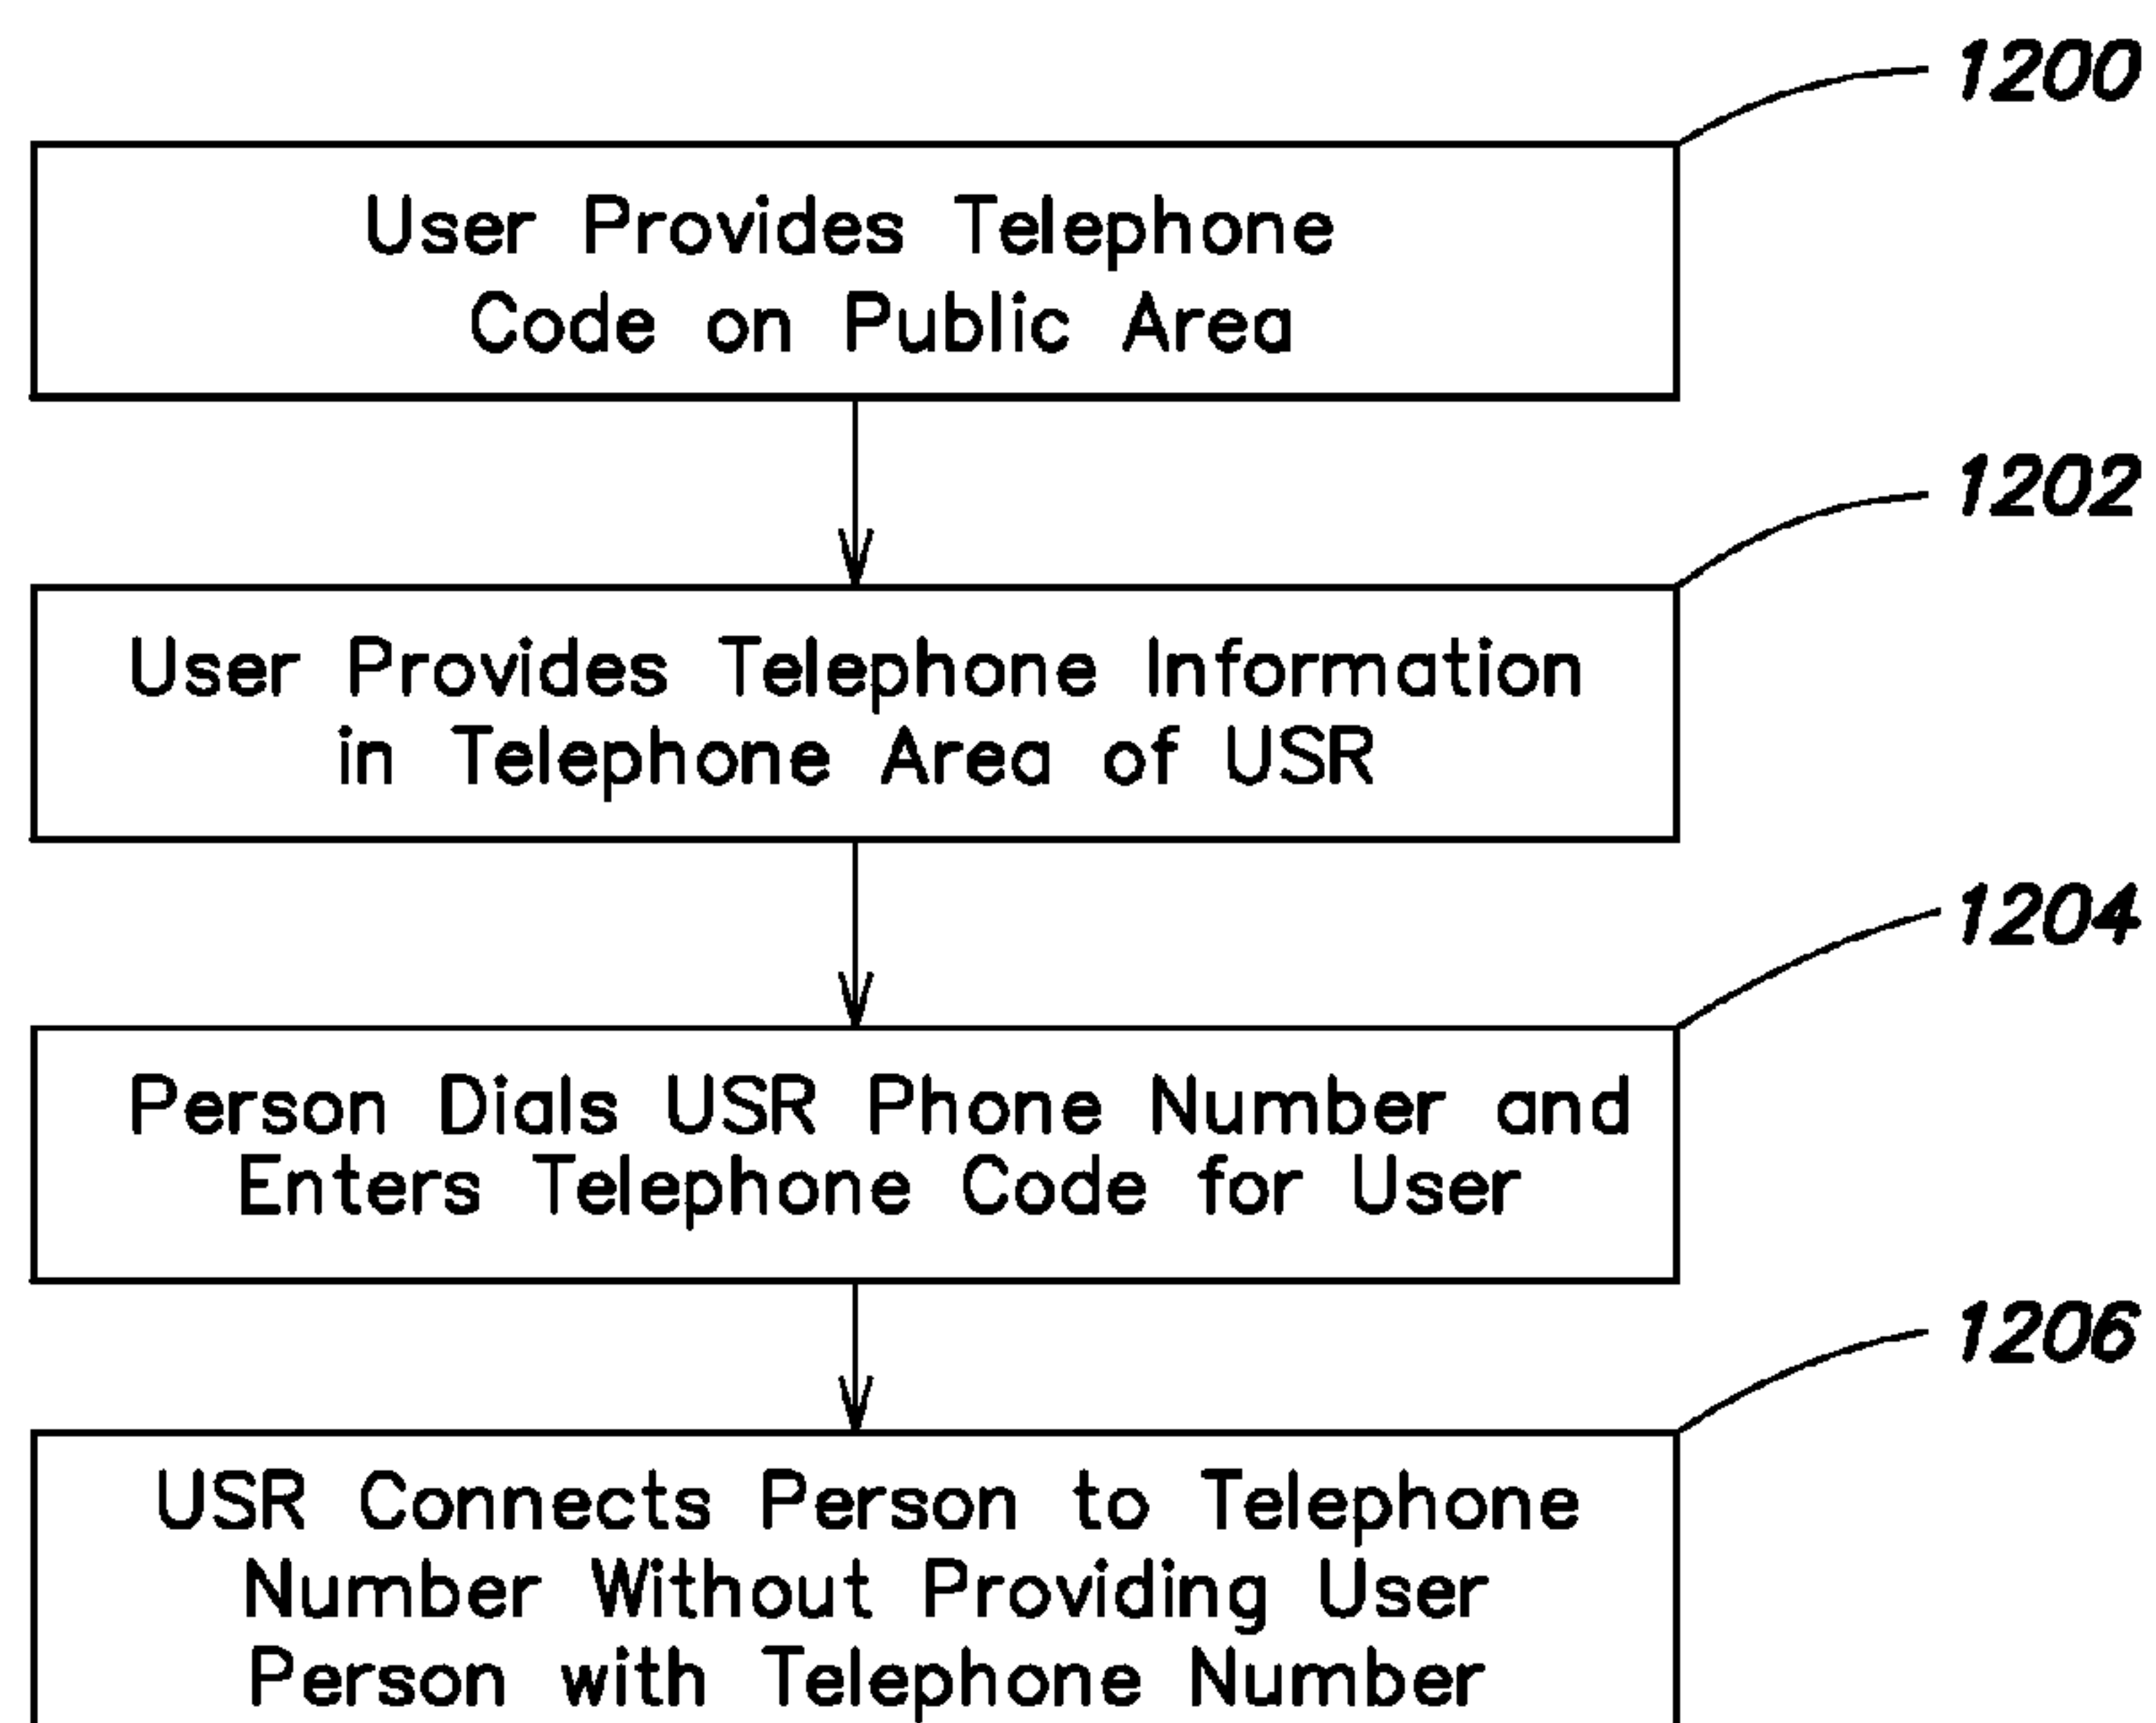 1200
User Provides Telephone
Code on Public Area
1202
User Provides Telephone Information
in Telephone Area of USR
1204
Person Dials USR Phone Number and
Enters Telephone Code for User
1206
USR Connects Person to Telephone
Number Without Providing User
Person with Telephone Number